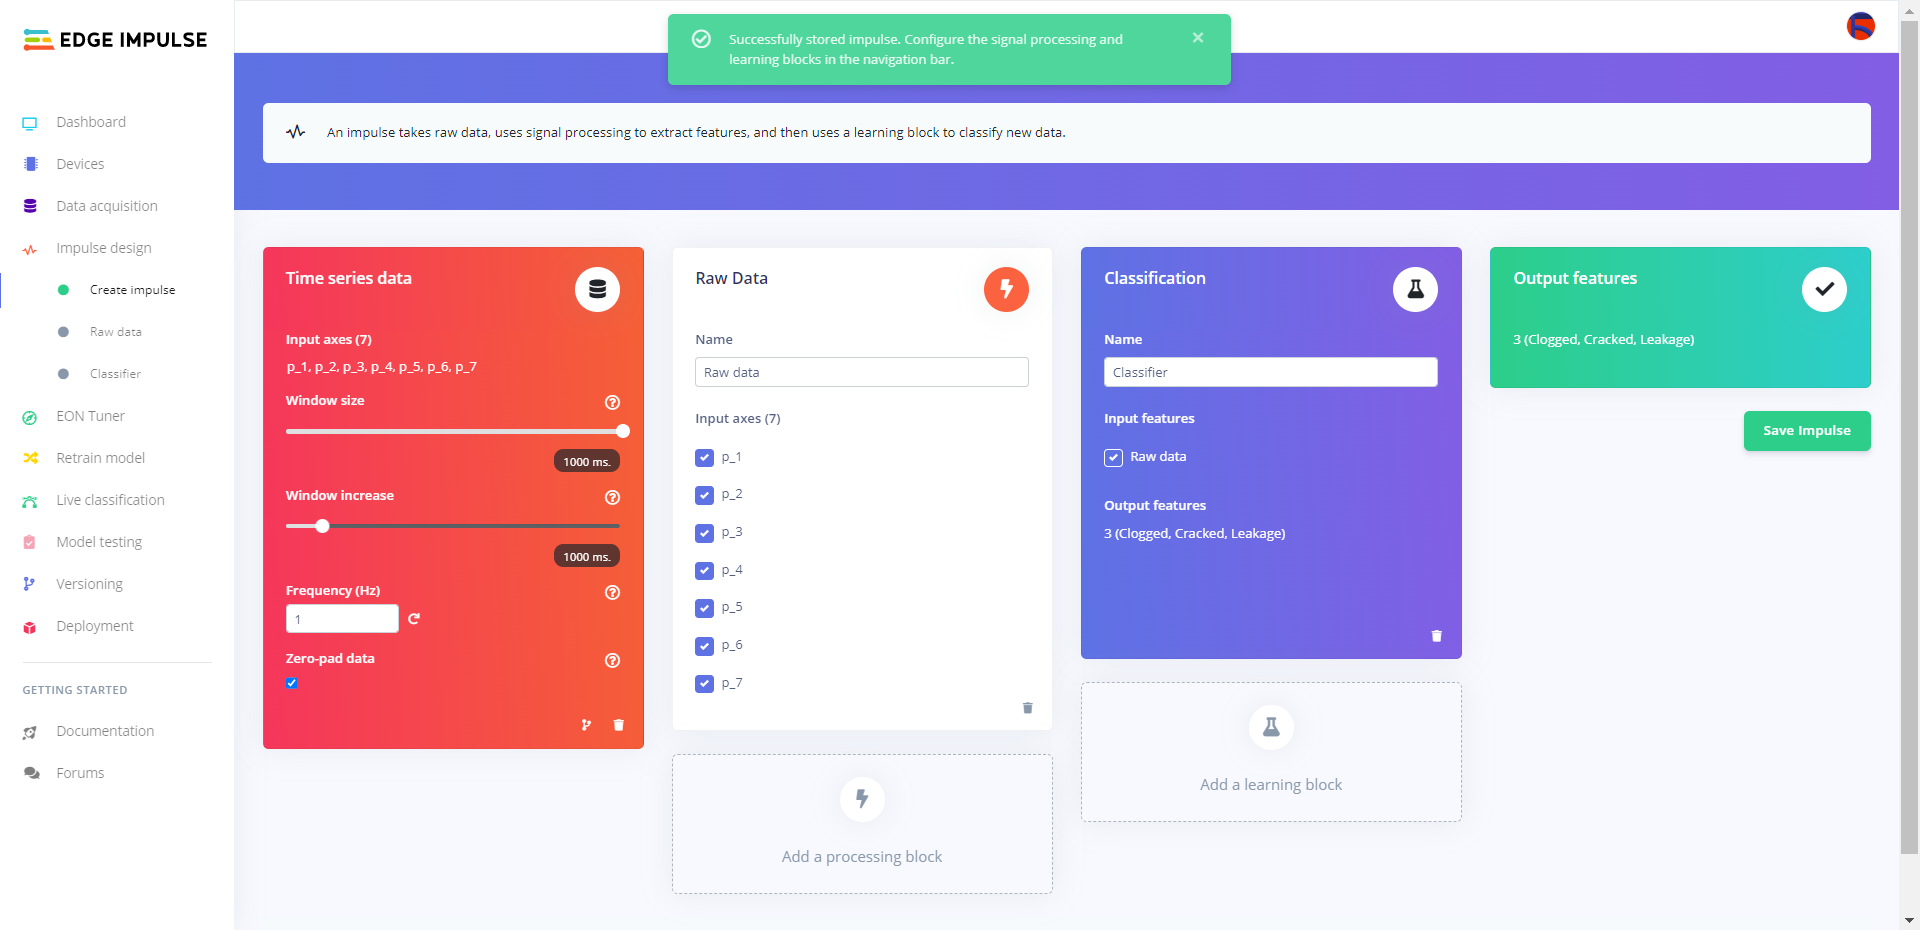 EDGE IMPULSE
Dashboard
Devices
Data acquisition
Impulse design
Create impulse
Raw data
Classifier
EON Tuner
Retrain model
Live classification
Model testing
Versioning
Deployment
GETTING STARTED
Documentation
Forums
Successfully stored impulse. Configure the signal processing and
learning blocks in the navigation bar.
An impulse takes raw data, uses signal processing to extract features, and then uses a learning block to classify new data.
Time series data
Input axes (7)
p_1, p_2, p_3, p_4, p_5, p_6, p_7
Window size
1000 ms.
Window increase
1000 ms.
Frequency (Hz)
1
Zero-pad data
Raw Data
Name
Raw data
Input axes (7)
p_1
p_2
p_3
p_4
p_5
p_6
p_7
Add a processing block
Classification
Name
Classifier
Input features
Raw data
Output features
3 (Clogged, Cracked, Leakage)
Add a learning block
Output features
3 (Clogged, Cracked, Leakage)
Save Impulse